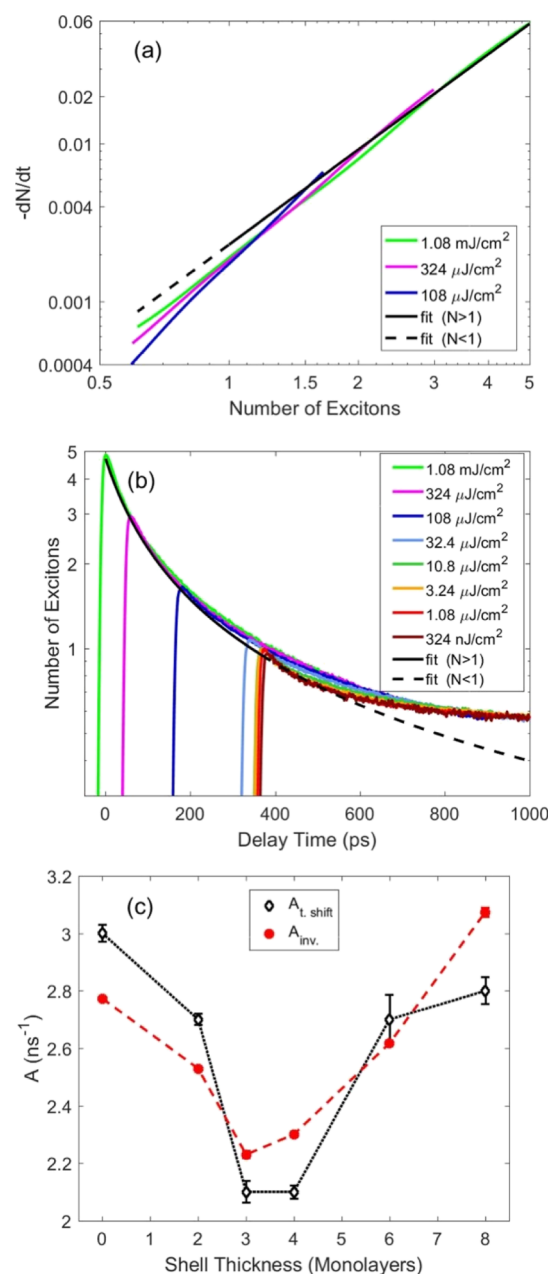 (a)
-dN/dt
0.06
0.02
0.004
0.001
0.0004
1.08 mJ/cm²
324 μJ/cm²
108 μJ/cm²
fit (N>1)
fit (N<1)
0.5
1
1.5
2
3
4
5
Number of Excitons
(b)
Number of Excitons
5
3
2
1
1.08 mJ/cm²
324 μJ/cm²
108 μJ/cm²
32.4 μJ/cm²
10.8 μJ/cm²
3.24 μJ/cm²
1.08 μJ/cm²
324 nJ/cm²
fit (N>1)
fit (N<1)
0
200
400
600
800
1000
Delay Time (ps)
(c)
A (ns⁻¹)
3.2
3
2.8
2.6
2.4
2.2
2
A t. shift
A inv.
0
1
2
3
4
5
6
7
8
Shell Thickness (Monolayers)